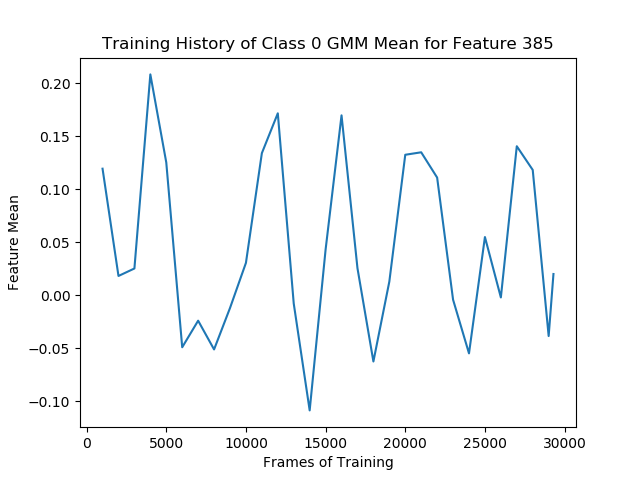 Training History of Class 0 GMM Mean for Feature 385
0.20
0.15
0.10
0.05
0.00
−0.05
−0.10
Feature Mean
0 5000 10000 15000 20000 25000 30000
Frames of Training